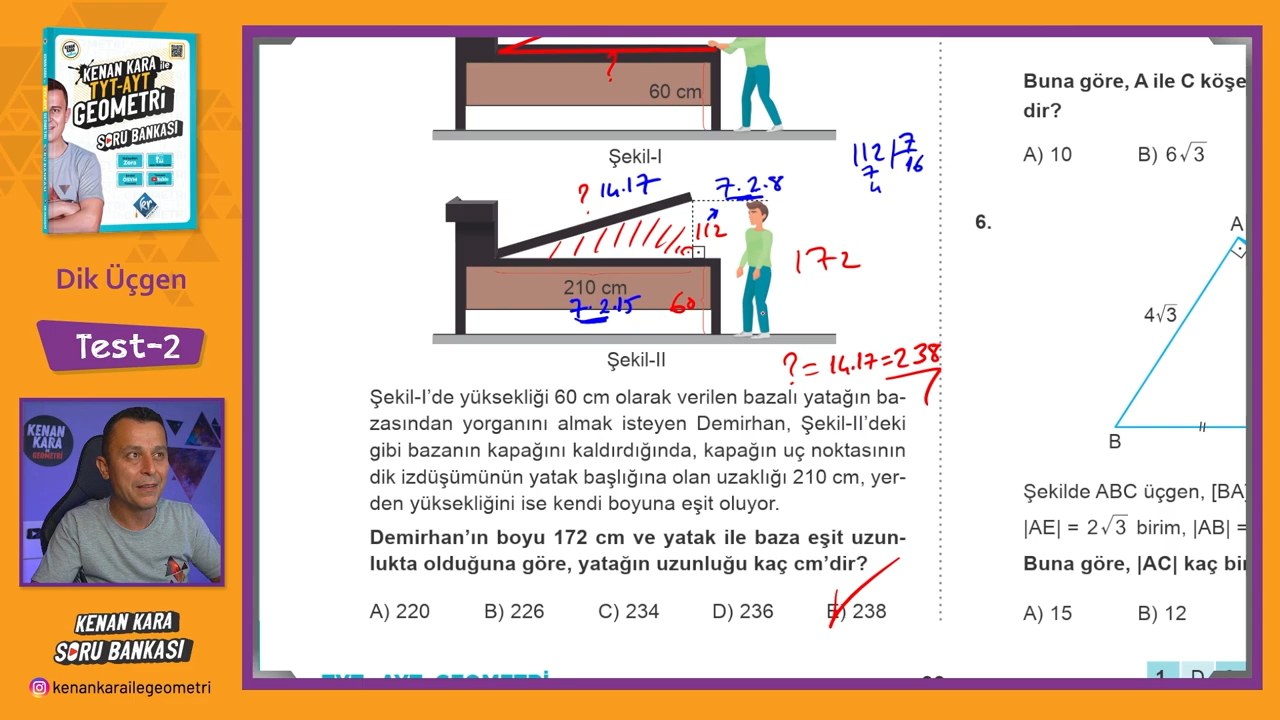 KENAN KARA ile
TYT-AYT
GEOMETRİ
SORU BANKASI
Dik Üçgen
Test-2
KENAN
KARA
ile
GEOMETRİ
KENAN KARA
SORU BANKASI
kenankarailegeometri
?
60 cm
Şekil-I
? 14.17
7.2.8
112
7
16
7
4
112
172
210 cm
7.2.15
60
Şekil-II
? = 14.17 = 238
Şekil-I’de yüksekliği 60 cm olarak verilen bazalı yatağın ba-
zasından yorganını almak isteyen Demirhan, Şekil-II’deki
gibi bazanın kapağını kaldırdığında, kapağın uç noktasının
dik izdüşümünün yatak başlığına olan uzaklığı 210 cm, yer-
den yüksekliğini ise kendi boyuna eşit oluyor.
Demirhan’ın boyu 172 cm ve yatak ile baza eşit uzun-
lukta olduğuna göre, yatağın uzunluğu kaç cm’dir?
A) 220 B) 226 C) 234 D) 236 E) 238
Buna göre, A ile C köşe
dir?
A) 10 B) 6√3
6.
A
4√3
B
Şekilde ABC üçgen, [BA]
|AE| = 2√3 birim, |AB| =
Buna göre, |AC| kaç bir
A) 15 B) 12